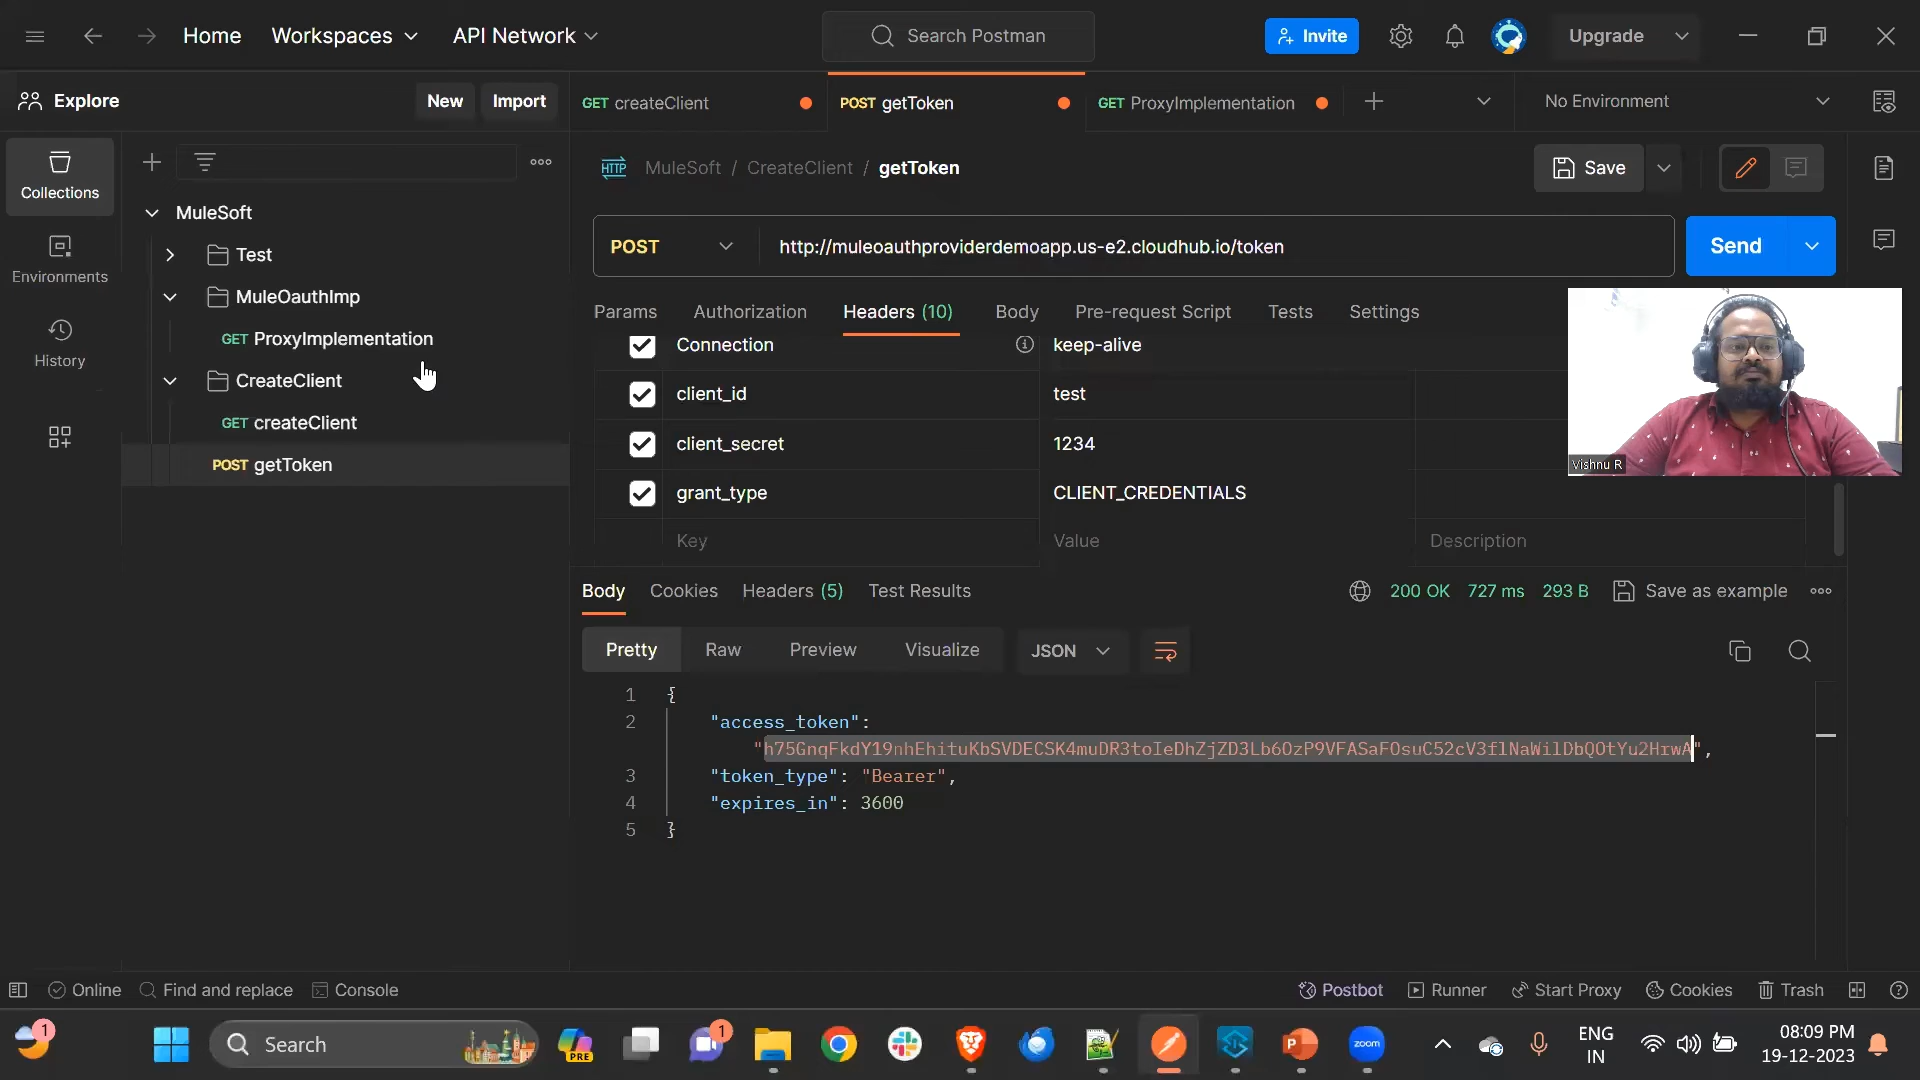 Home Workspaces API Network Search Postman Invite Upgrade
Explore New Import GET createClient POST getToken GET ProxyImplementation No Environment
Collections
Environments
History
MuleSoft
Test
MuleOauthImp
GET ProxyImplementation
CreateClient
GET createClient
POST getToken
HTTP MuleSoft / CreateClient / getToken Save
POST http://muleoauthproviderdemoapp.us-e2.cloudhub.io/token Send
Params Authorization Headers (10) Body Pre-request Script Tests Settings
Connection keep-alive
client_id test
client_secret 1234
grant_type CLIENT_CREDENTIALS
Key Value Description
Vishnu R
Body Cookies Headers (5) Test Results 200 OK 727 ms 293 B Save as example
Pretty Raw Preview Visualize JSON
1 {
2 "access_token":
"h75GnqFkdY19nhEhituKbSVDECSK4muDR3toIeDhZjZD3Lb6OzP9VFASaFOsuC52cV3flNaWilDbQOtYu2HrwA",
3 "token_type": "Bearer",
4 "expires_in": 3600
5 }
Online Find and replace Console Postbot Runner Start Proxy Cookies Trash
1 Search PRE 1 zoom ENG IN 08:09 PM 19-12-2023